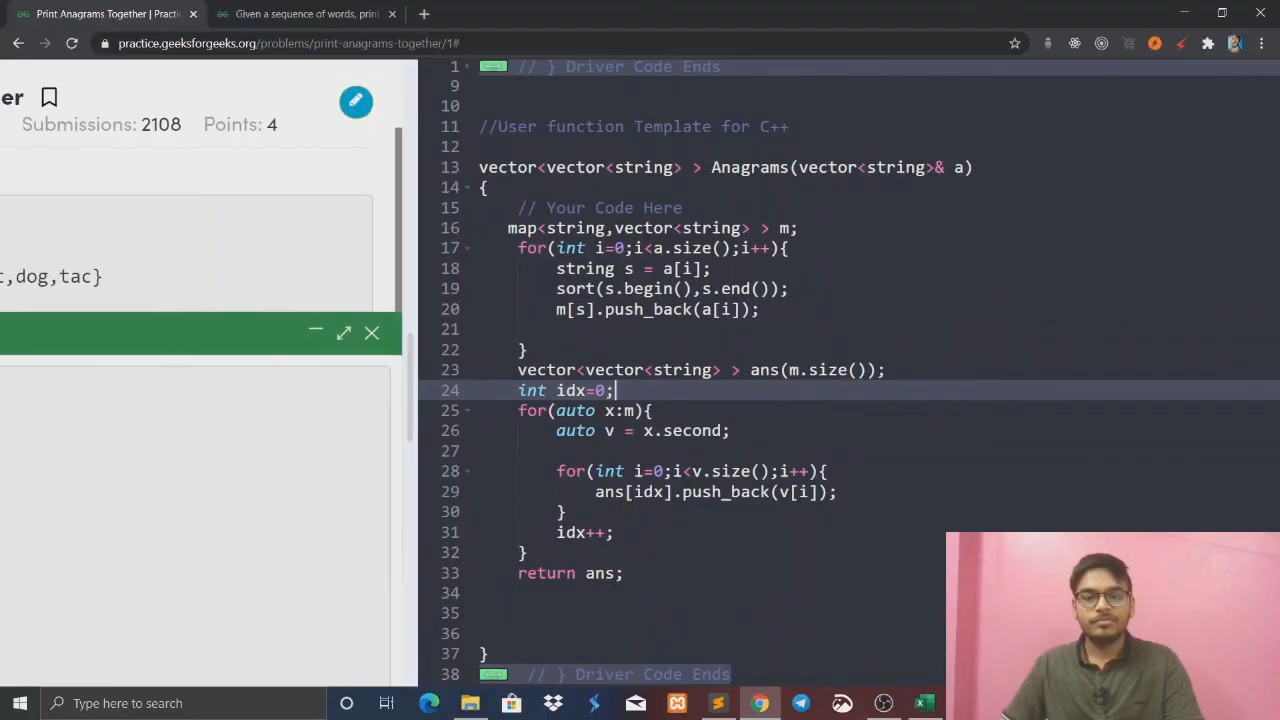 Print Anagrams Together | Practic
Given a sequence of words, print
practice.geeksforgeeks.org/problems/print-anagrams-together/1#
er
Submissions: 2108 Points: 4
t,dog,tac}
1 // } Driver Code Ends
9
10
11 //User function Template for C++
12
13 vector<vector<string> > Anagrams(vector<string>& a)
14 {
15 // Your Code Here
16 map<string,vector<string> > m;
17 for(int i=0;i<a.size();i++){
18 string s = a[i];
19 sort(s.begin(),s.end());
20 m[s].push_back(a[i]);
21
22 }
23 vector<vector<string> > ans(m.size());
24 int idx=0;
25 for(auto x:m){
26 auto v = x.second;
27
28 for(int i=0;i<v.size();i++){
29 ans[idx].push_back(v[i]);
30 }
31 idx++;
32 }
33 return ans;
34
35
36
37 }
38 // } Driver Code Ends
Type here to search